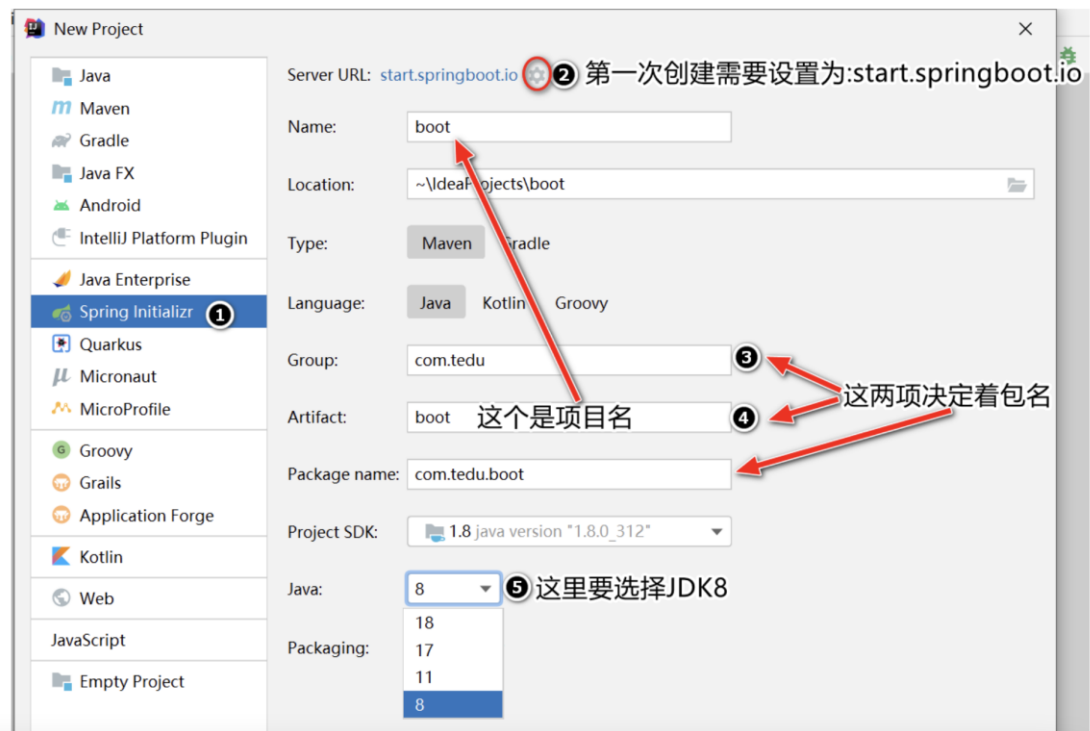 New Project
Java
Maven
Gradle
Java FX
Android
IntelliJ Platform Plugin
Java Enterprise
Spring Initializr 1
Quarkus
Micronaut
MicroProfile
Groovy
Grails
Application Forge
Kotlin
Web
JavaScript
Empty Project
Server URL: start.springboot.io 2 第一次创建需要设置为:start.springboot.io
Name: boot
Location: ~\IdeaProjects\boot
Type: Maven Gradle
Language: Java Kotlin Groovy
Group: com.tedu 3
这两项决定着包名
Artifact: boot 这个是项目名 4
Package name: com.tedu.boot
Project SDK: 1.8 java version "1.8.0_312"
Java: 8 5 这里要选择JDK8
18
Packaging: 17
11
8